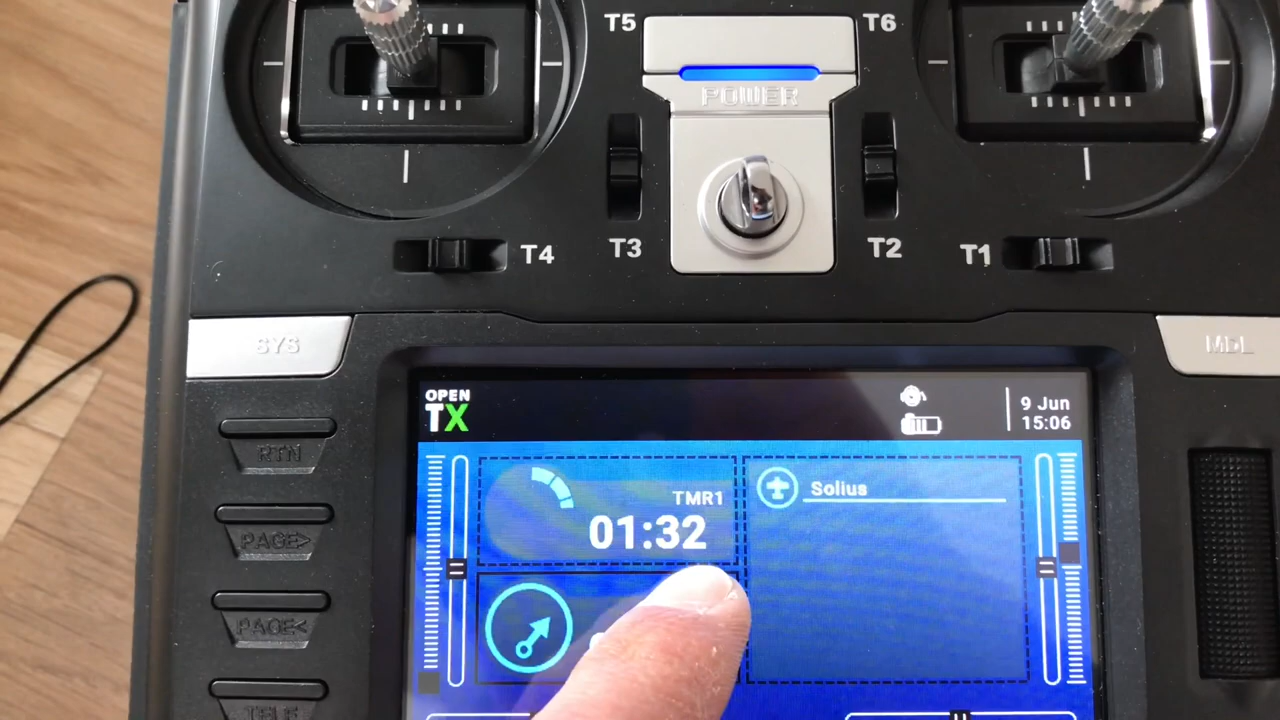 T5
T6
POWER
T4
T3
T2
T1
SYS
MDL
OPEN
TX
9 Jun
15:06
RTN
TMR1
01:32
Solius
PAGE>
PAGE<
TELE